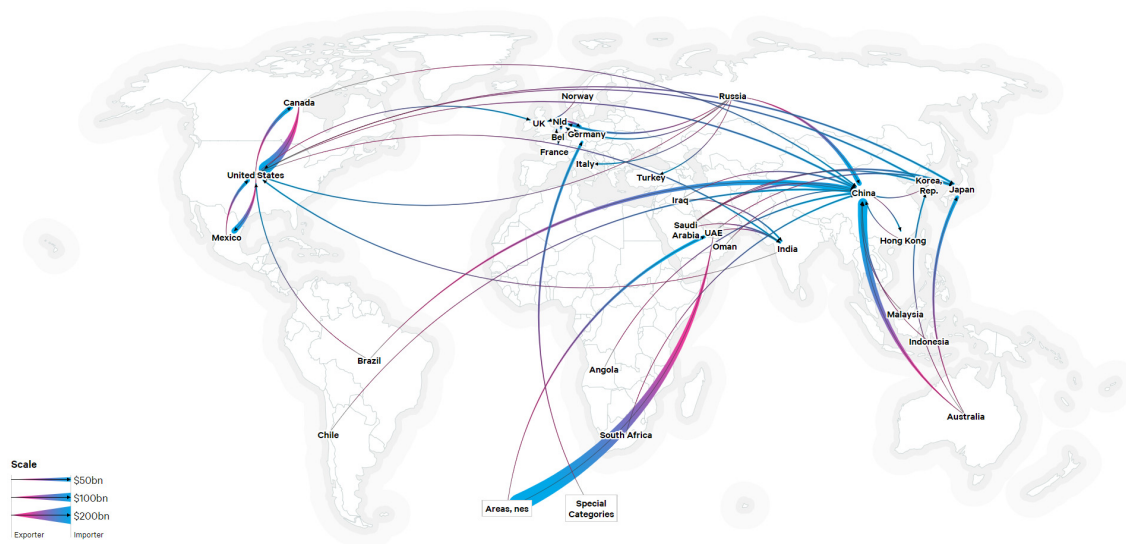 Norway
Russia
Canada
UK
Nld
Bel
Germany
France
Italy
United States
Turkey
Korea,
Rep.
Japan
China
Iraq
Saudi
Arabia
UAE
Oman
India
Hong Kong
Mexico
Malaysia
Indonesia
Brazil
Angola
Australia
Chile
South Africa
Areas, nes
Special
Categories
Scale
$50bn
$100bn
$200bn
Exporter
Importer